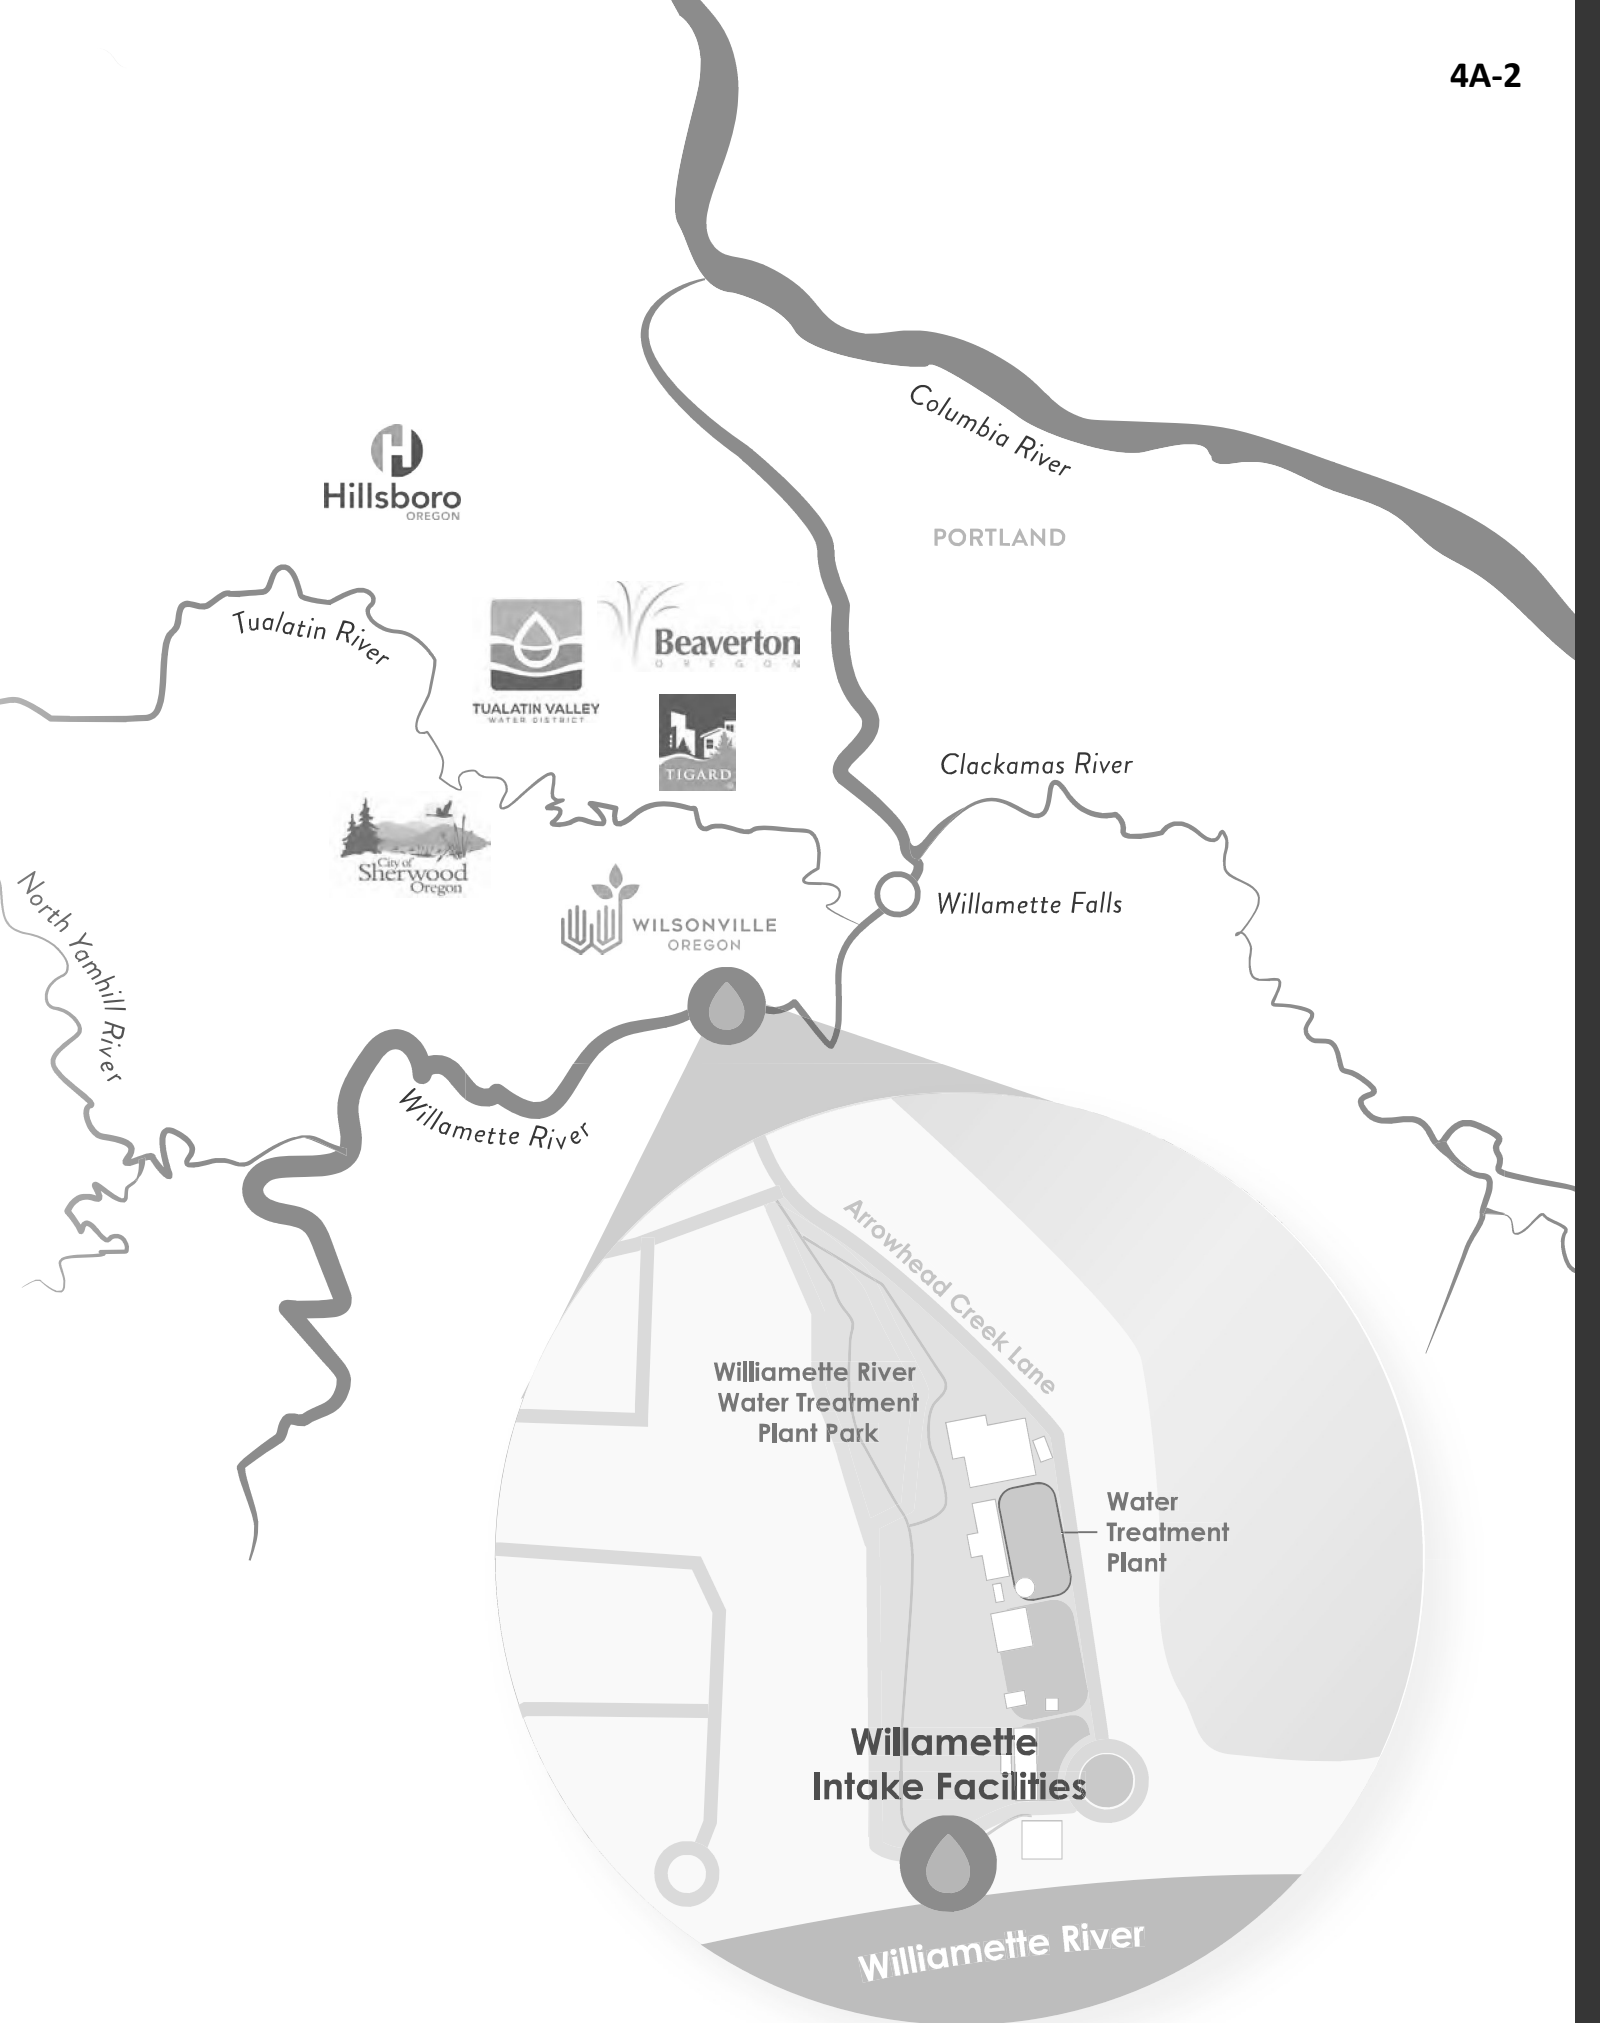 4A-2
Columbia River
Hillsboro
OREGON
PORTLAND
Tualatin River
TUALATIN VALLEY
WATER DISTRICT
Beaverton
OREGON
TIGARD
Clackamas River
City of
Sherwood
Oregon
WILSONVILLE
OREGON
Willamette Falls
North Yamhill River
Willamette River
Arrowhead Creek Lane
Williamette River
Water Treatment
Plant Park
Water
Treatment
Plant
Willamette
Intake Facilities
Williamette River